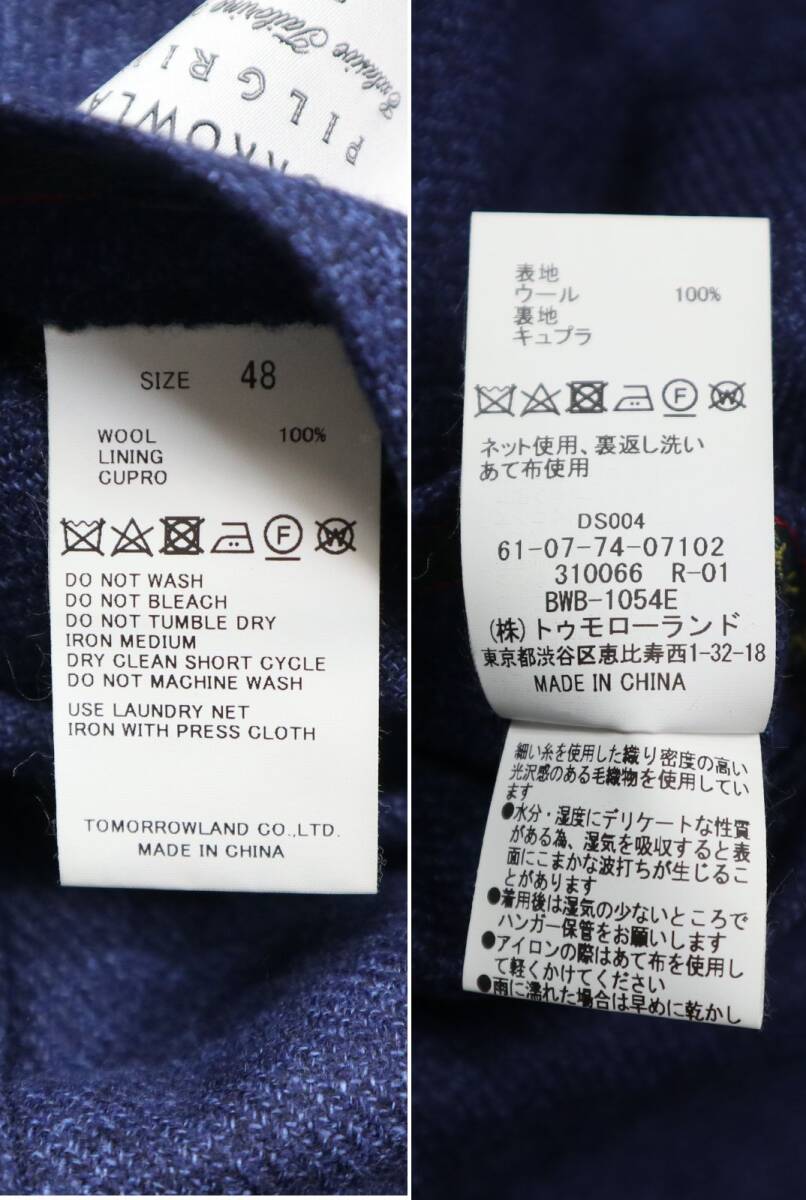 Exclusive Tailoring
PILGRI
RROWLA
SIZE 48
WOOL 100%
LINING
CUPRO
F W
DO NOT WASH
DO NOT BLEACH
DO NOT TUMBLE DRY
IRON MEDIUM
DRY CLEAN SHORT CYCLE
DO NOT MACHINE WASH
USE LAUNDRY NET
IRON WITH PRESS CLOTH
TOMORROWLAND CO.,LTD.
MADE IN CHINA
表地
ウール 100%
裏地
キュプラ
F W
ネット使用、裏返し洗い
あて布使用
DS004
61-07-74-07102
310066 R-01
BWB-1054E
(株)トゥモローランド
東京都渋谷区恵比寿西1-32-18
MADE IN CHINA
細い糸を使用した織り密度の高い
光沢感のある毛織物を使用してい
ます
●水分・湿度にデリケートな性質
がある為、湿気を吸収すると表
面にこまかな波打ちが生じるこ
とがあります
●着用後は湿気の少ないところで
ハンガー保管をお願いします
●アイロンの際はあて布を使用し
て軽くかけてください
●雨に濡れた場合は早めに乾かし